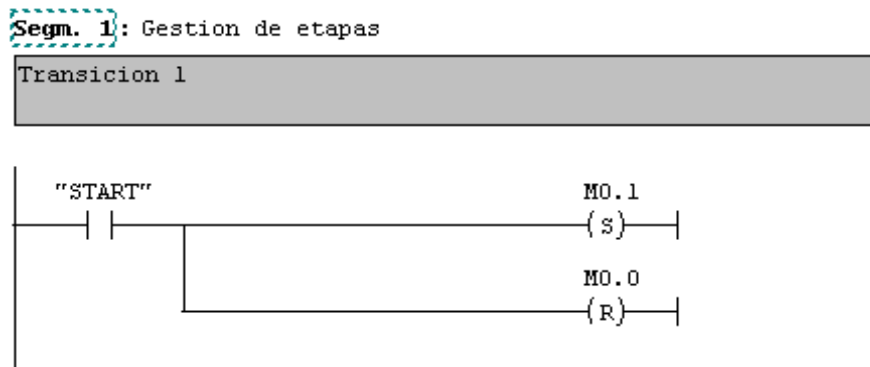 Segm. 1: Gestion de etapas
Transicion 1
"START"
M0.1
(S)
M0.0
(R)